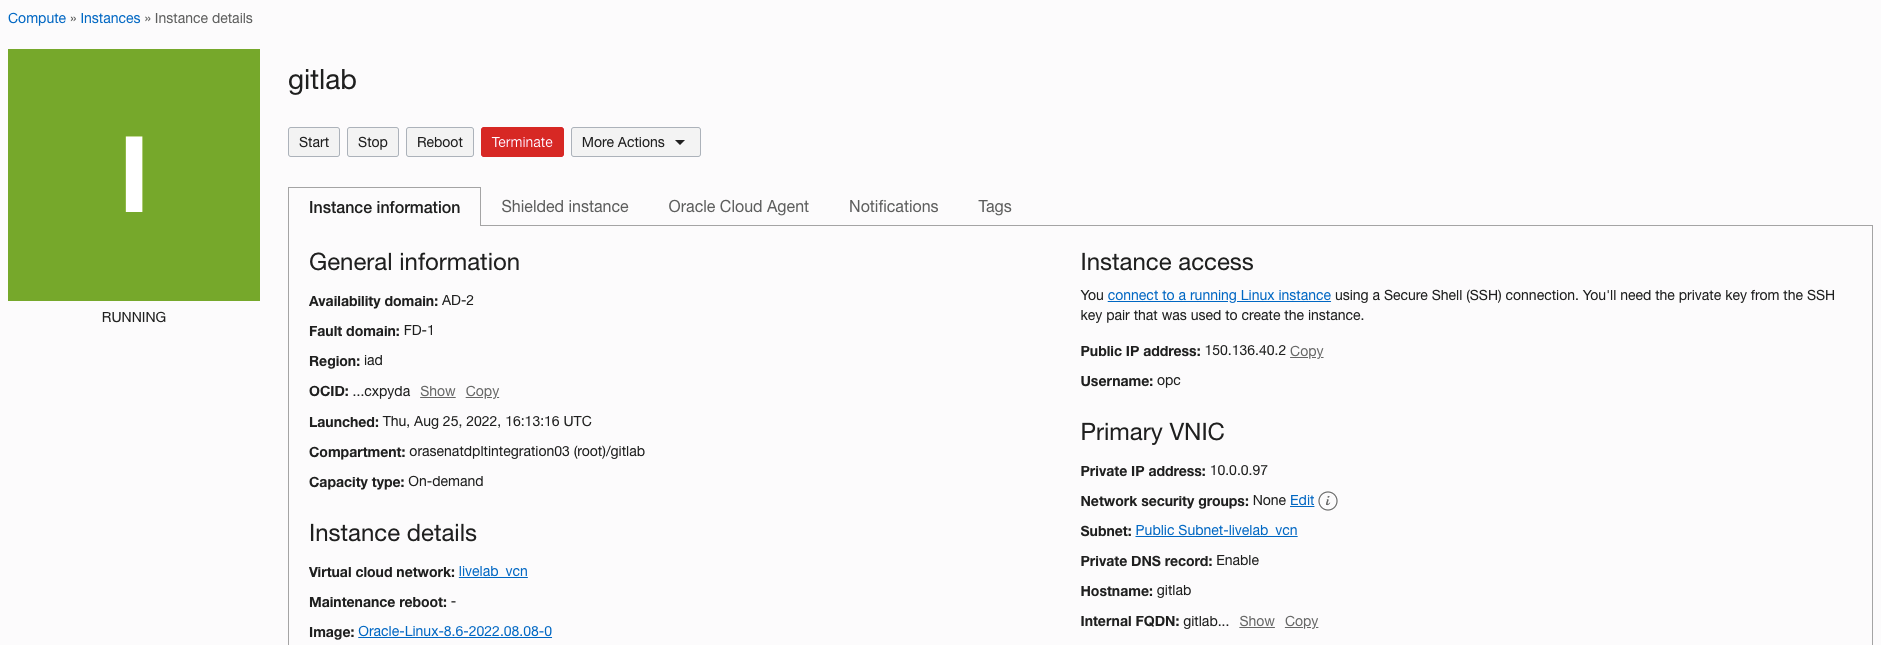 Compute » Instances » Instance details
I
RUNNING
gitlab
Start Stop Reboot Terminate More Actions
Instance information Shielded instance Oracle Cloud Agent Notifications Tags
General information
Availability domain: AD-2
Fault domain: FD-1
Region: iad
OCID: ...cxpyda Show Copy
Launched: Thu, Aug 25, 2022, 16:13:16 UTC
Compartment: orasenatdpltintegration03 (root)/gitlab
Capacity type: On-demand
Instance details
Virtual cloud network: livelab_vcn
Maintenance reboot: -
Image: Oracle-Linux-8.6-2022.08.08-0
Instance access
You connect to a running Linux instance using a Secure Shell (SSH) connection. You'll need the private key from the SSH
key pair that was used to create the instance.
Public IP address: 150.136.40.2 Copy
Username: opc
Primary VNIC
Private IP address: 10.0.0.97
Network security groups: None Edit i
Subnet: Public Subnet-livelab_vcn
Private DNS record: Enable
Hostname: gitlab
Internal FQDN: gitlab... Show Copy